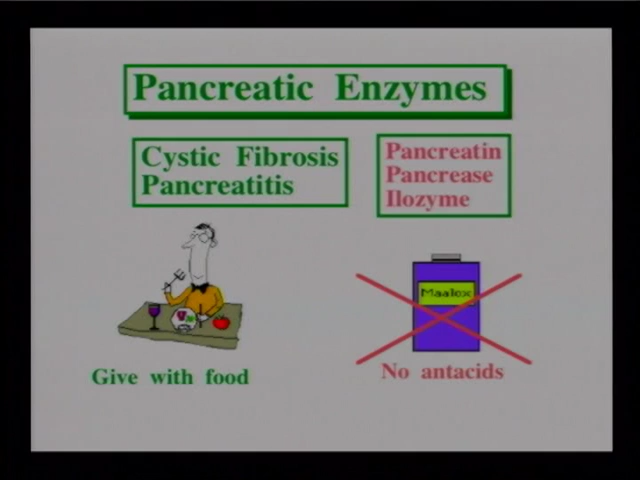 Pancreatic Enzymes
Cystic Fibrosis
Pancreatitis
Pancreatin
Pancrease
Ilozyme
Maalox
Give with food
No antacids